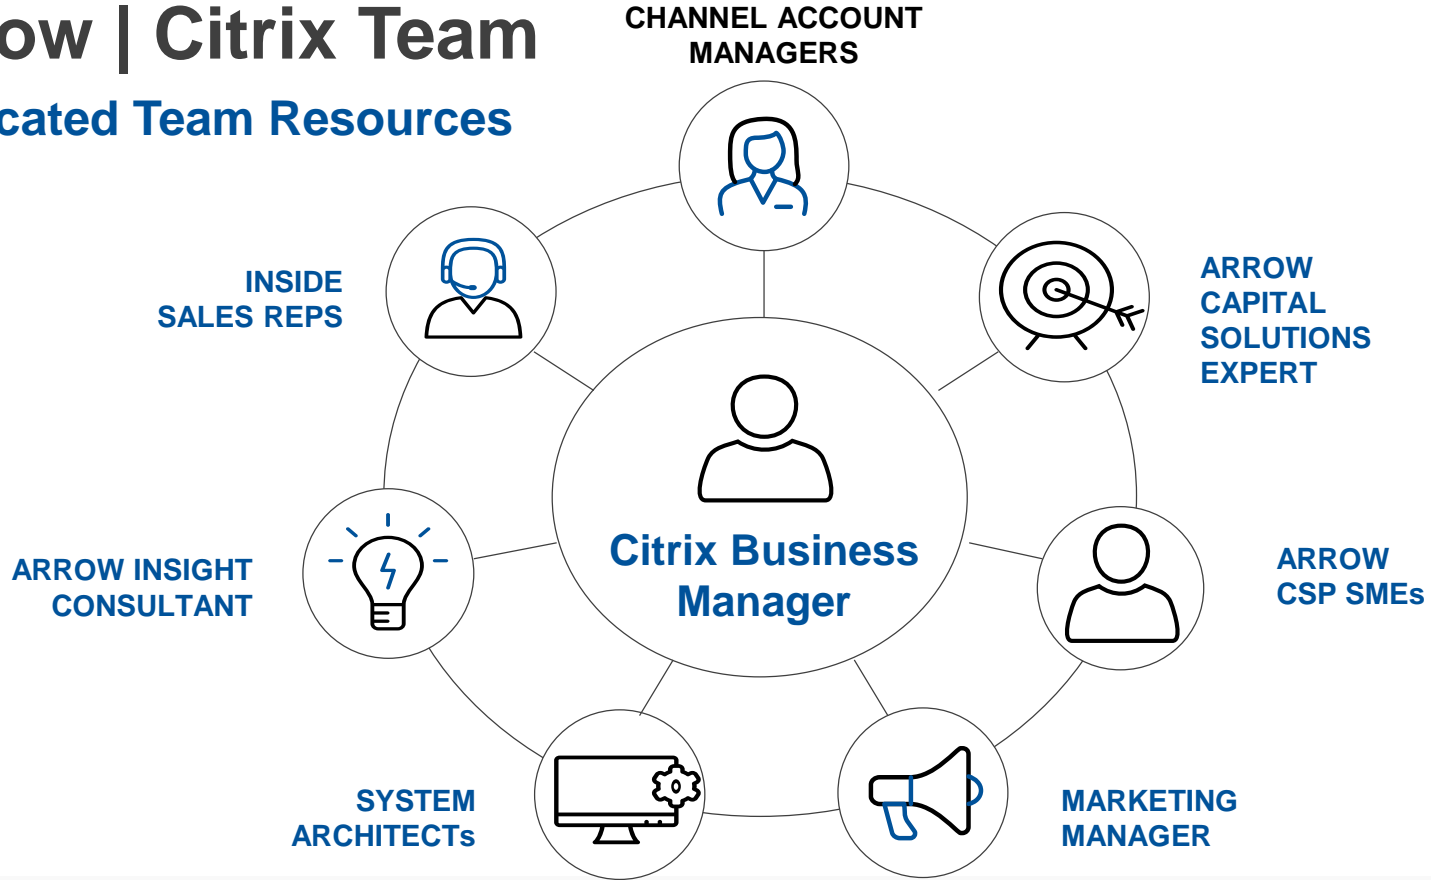 ow | Citrix Team
cated Team Resources
CHANNEL ACCOUNT
MANAGERS
INSIDE
SALES REPS
ARROW
CAPITAL
SOLUTIONS
EXPERT
Citrix Business
Manager
ARROW INSIGHT
CONSULTANT
ARROW
CSP SMEs
SYSTEM
ARCHITECTs
MARKETING
MANAGER